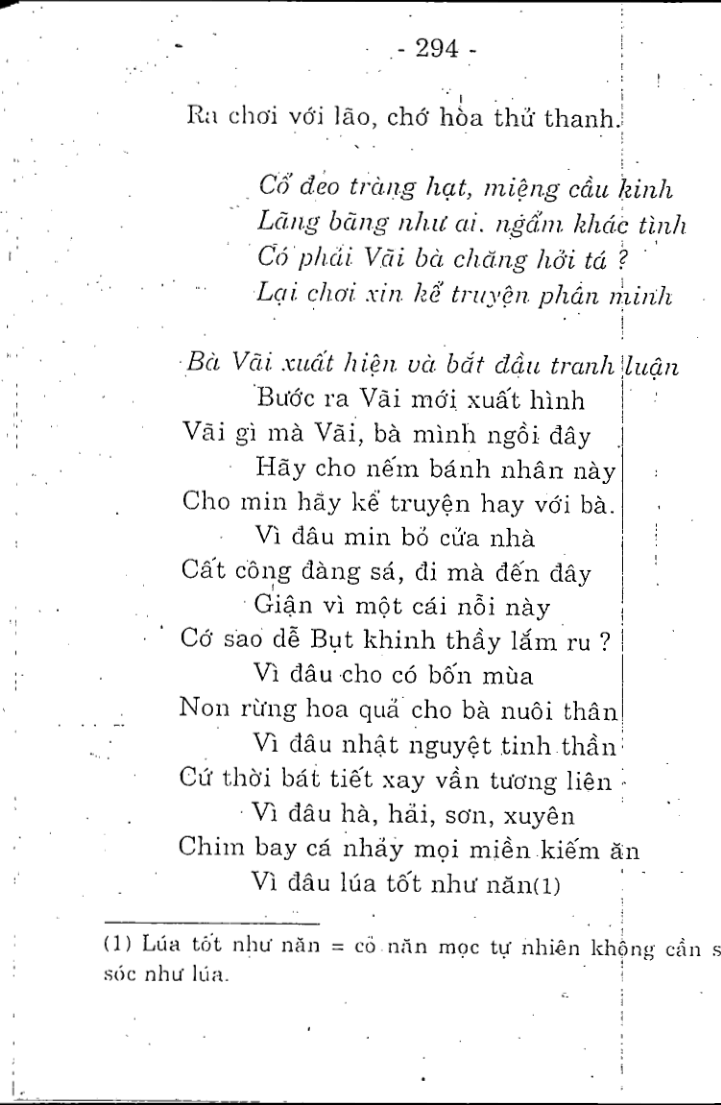 - 294 -
Ra chơi với lão, chớ hòa thử thanh.
Cổ đeo tràng hạt, miệng cầu kinh
Lãng bãng như ai. ngẩm khác tình
Có phải Vãi bà chăng hởi tá ?
Lại chơi xin kể truyện phân minh
Bà Vãi xuất hiện và bắt đầu tranh luận
Bước ra Vãi mới xuất hình
Vãi gì mà Vãi, bà mình ngồi đây
Hãy cho nếm bánh nhân này
Cho min hãy kể truyện hay với bà.
Vì đâu min bỏ cửa nhà
Cất công đàng sá, đi mà đến đây
Giận vì một cái nỗi này
Cớ sao dễ Bụt khinh thầy lắm ru ?
Vì đâu cho có bốn mùa
Non rừng hoa quả cho bà nuôi thân
Vì đâu nhật nguyệt tinh thần
Cứ thời bát tiết xay vần tương liên
Vì đâu hà, hải, sơn, xuyên
Chim bay cá nhảy mọi miền kiếm ăn
Vì đâu lúa tốt như năn(1)
(1) Lúa tốt như năn = cỏ năn mọc tự nhiên không cần s
sóc như lúa.